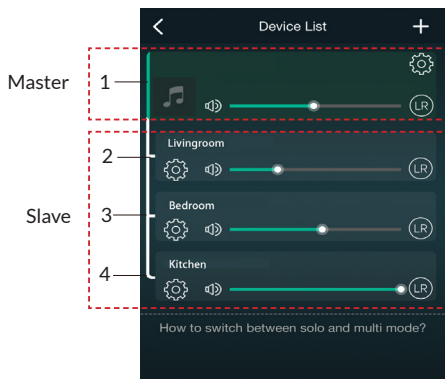 Device List
Master 1
LR
Livingroom
2
LR
Slave
Bedroom
3
LR
Kitchen
4
LR
How to switch between solo and multi mode?